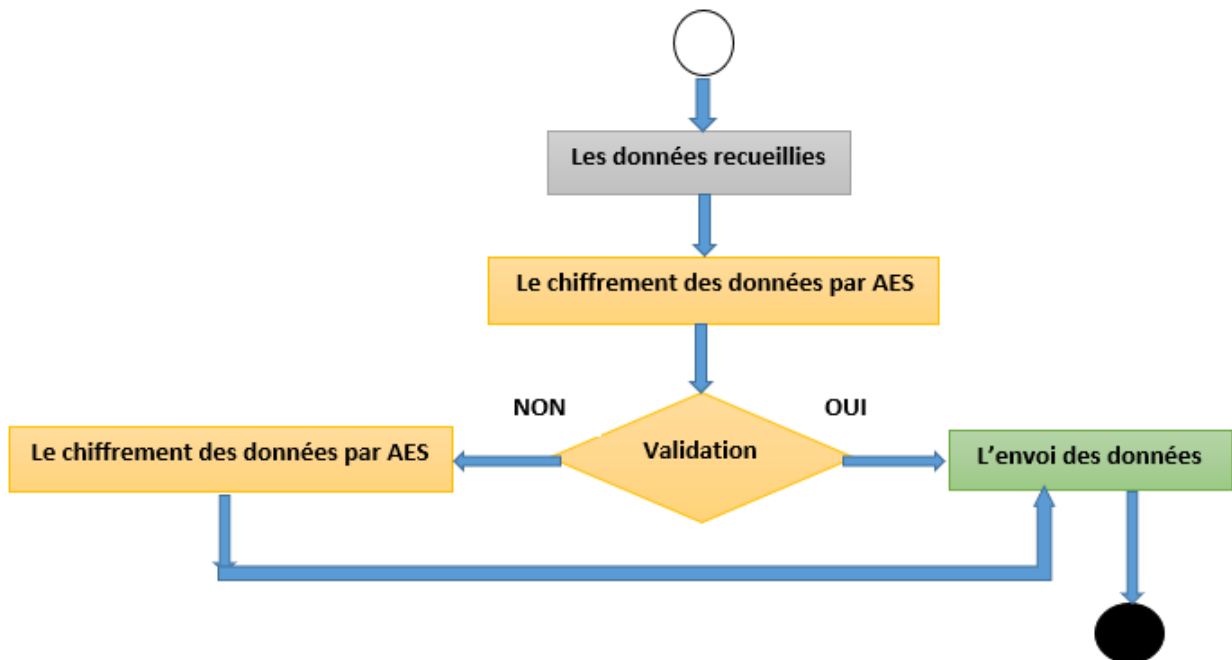 Les données recueillies
Le chiffrement des données par AES
NON
OUI
Le chiffrement des données par AES
Validation
L'envoi des données